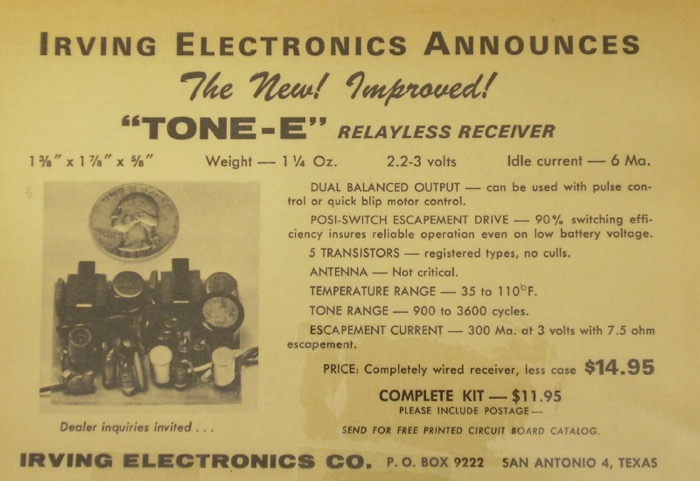 IRVING ELECTRONICS ANNOUNCES
The New! Improved!
"TONE-E" RELAYLESS RECEIVER
1 3/8" x 1 7/8" x 5/8" Weight — 1 1/4 Oz. 2.2-3 volts Idle current — 6 Ma.
DUAL BALANCED OUTPUT — can be used with pulse con-
trol or quick blip motor control.
POSI-SWITCH ESCAPEMENT DRIVE — 90% switching effi-
ciency insures reliable operation even on low battery voltage.
5 TRANSISTORS — registered types, no culls.
ANTENNA — Not critical.
TEMPERATURE RANGE — 35 to 110°F.
TONE RANGE — 900 to 3600 cycles.
ESCAPEMENT CURRENT — 300 Ma. at 3 volts with 7.5 ohm
escapement.
PRICE: Completely wired receiver, less case $14.95
COMPLETE KIT — $11.95
PLEASE INCLUDE POSTAGE—
Dealer inquiries invited . . .
SEND FOR FREE PRINTED CIRCUIT BOARD CATALOG.
IRVING ELECTRONICS CO. P. O. BOX 9222 SAN ANTONIO 4, TEXAS